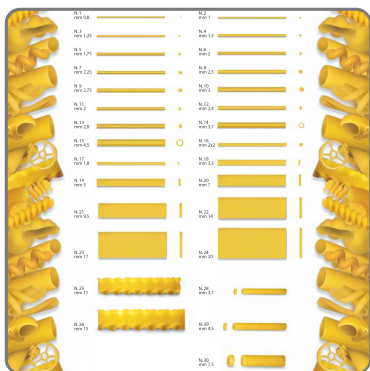 N. 1
mm 0,8
N. 2
mm 1
N. 3
mm 1,25
N. 4
mm 1,5
N. 5
mm 1,75
N. 6
mm 2
N. 7
mm 2,25
N. 8
mm 2,5
N. 9
mm 2,75
N. 10
mm 3
N. 11
mm 2
N. 12
mm 2,4
N. 13
mm 2,8
N. 14
mm 3,7
N. 15
mm 4,5
N. 16
mm 2x2
N. 17
mm 1,8
N. 18
mm 3,5
N. 19
mm 5
N. 20
mm 7
N. 21
mm 9,5
N. 22
mm 14
N. 23
mm 17
N. 24
mm 20
N. 25
mm 11
N. 28
mm 3,7
N. 26
mm 15
N. 29
mm 4,5
N. 30
mm 7,5